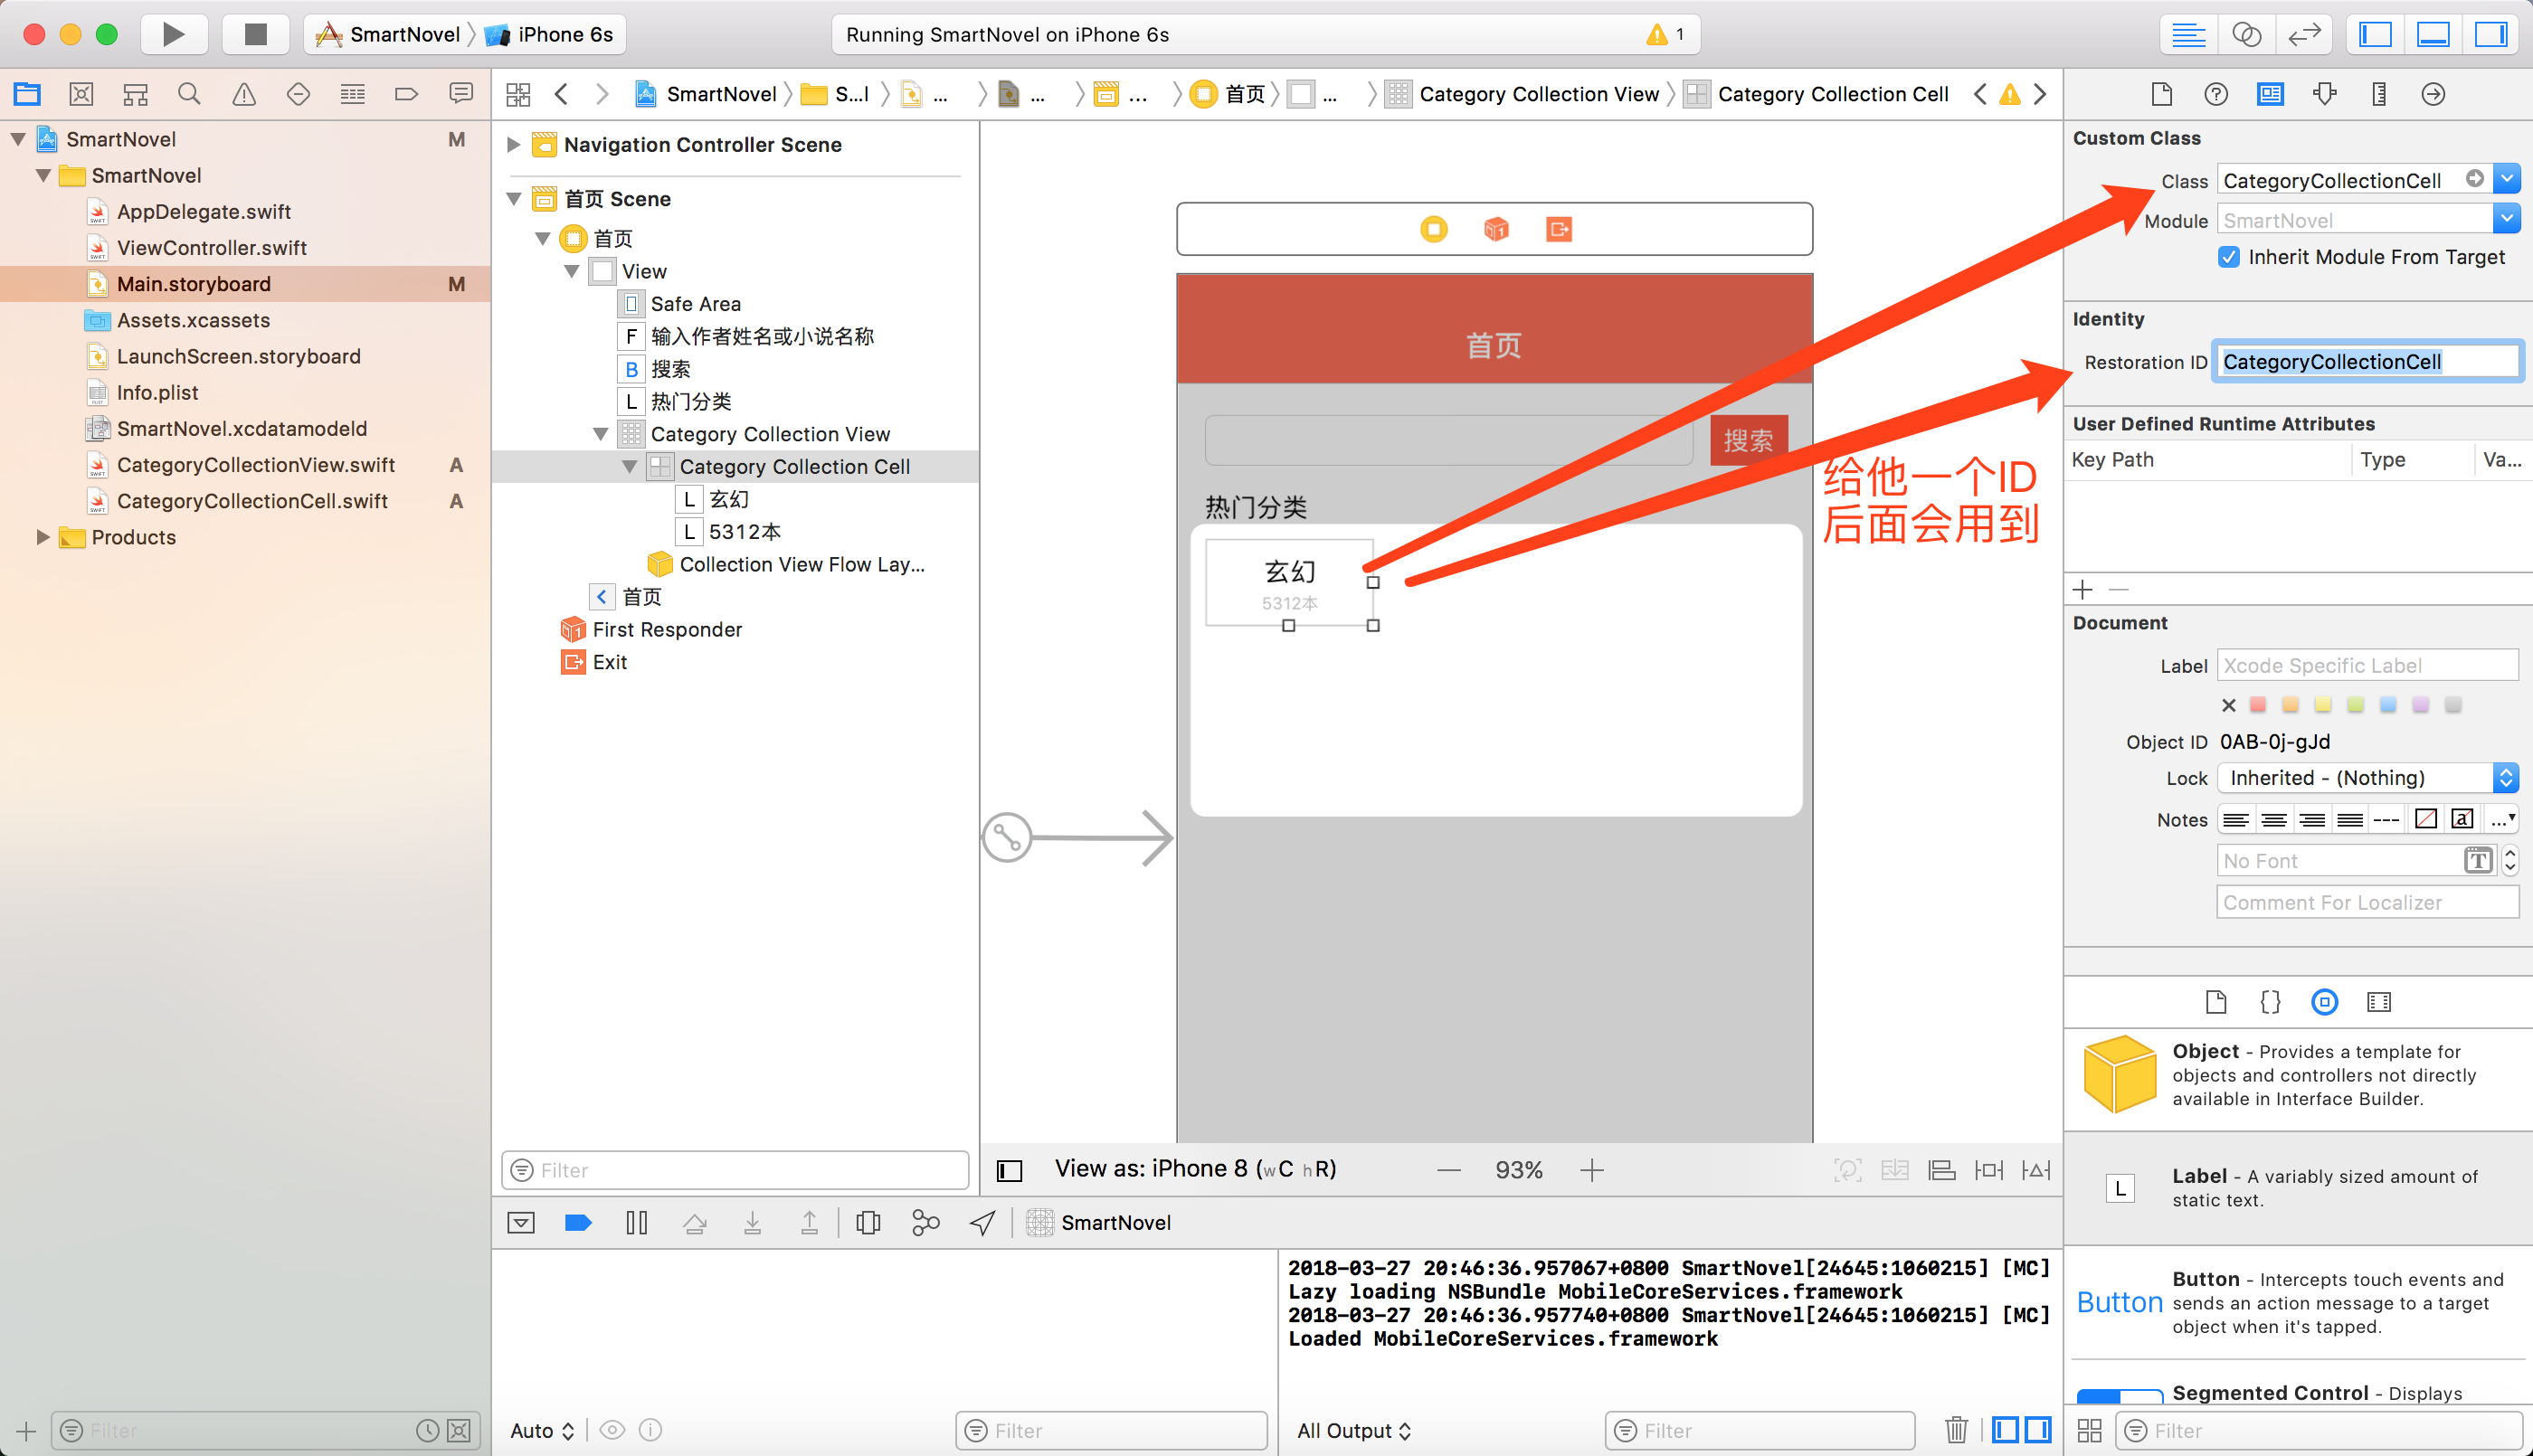 SmartNovel iPhone 6s
Running SmartNovel on iPhone 6s 1
SmartNovel S...l ... ... ... 首页 ... Category Collection View Category Collection Cell
SmartNovel M
SmartNovel
AppDelegate.swift
ViewController.swift
Main.storyboard M
Assets.xcassets
LaunchScreen.storyboard
Info.plist
SmartNovel.xcdatamodeld
CategoryCollectionView.swift A
CategoryCollectionCell.swift A
Products
Filter
Navigation Controller Scene
首页 Scene
首页
View
Safe Area
F 输入作者姓名或小说名称
B 搜索
L 热门分类
Category Collection View
Category Collection Cell
L 玄幻
L 5312本
Collection View Flow Lay...
首页
First Responder
Exit
Filter
首页
搜索
热门分类
玄幻
5312本
给他一个ID
后面会用到
View as: iPhone 8 (wC hR) 93%
SmartNovel
2018-03-27 20:46:36.957067+0800 SmartNovel[24645:1060215] [MC]
Lazy loading NSBundle MobileCoreServices.framework
2018-03-27 20:46:36.957740+0800 SmartNovel[24645:1060215] [MC]
Loaded MobileCoreServices.framework
Auto Filter
All Output Filter
Custom Class
Class CategoryCollectionCell
Module SmartNovel
Inherit Module From Target
Identity
Restoration ID CategoryCollectionCell
User Defined Runtime Attributes
Key Path Type Va...
Document
Label Xcode Specific Label
Object ID 0AB-0j-gJd
Lock Inherited - (Nothing)
Notes ...
No Font
Comment For Localizer
Object - Provides a template for
objects and controllers not directly
available in Interface Builder.
L
Label - A variably sized amount of
static text.
Button
Button - Intercepts touch events and
sends an action message to a target
object when it's tapped.
Segmented Control - Displays
Filter